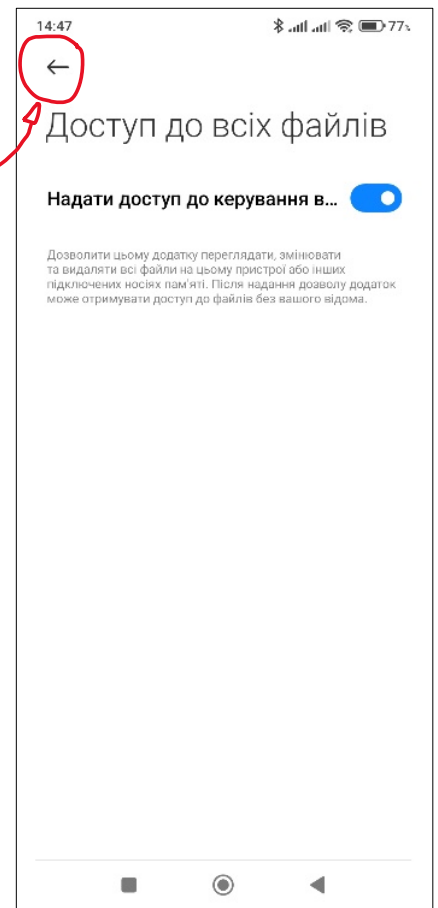 14:47 77%
Доступ до всіх файлів
Надати доступ до керування в...
Дозволити цьому додатку переглядати, змінювати
та видаляти всі файли на цьому пристрої або інших
підключених носіях пам'яті. Після надання дозволу додаток
може отримувати доступ до файлів без вашого відома.